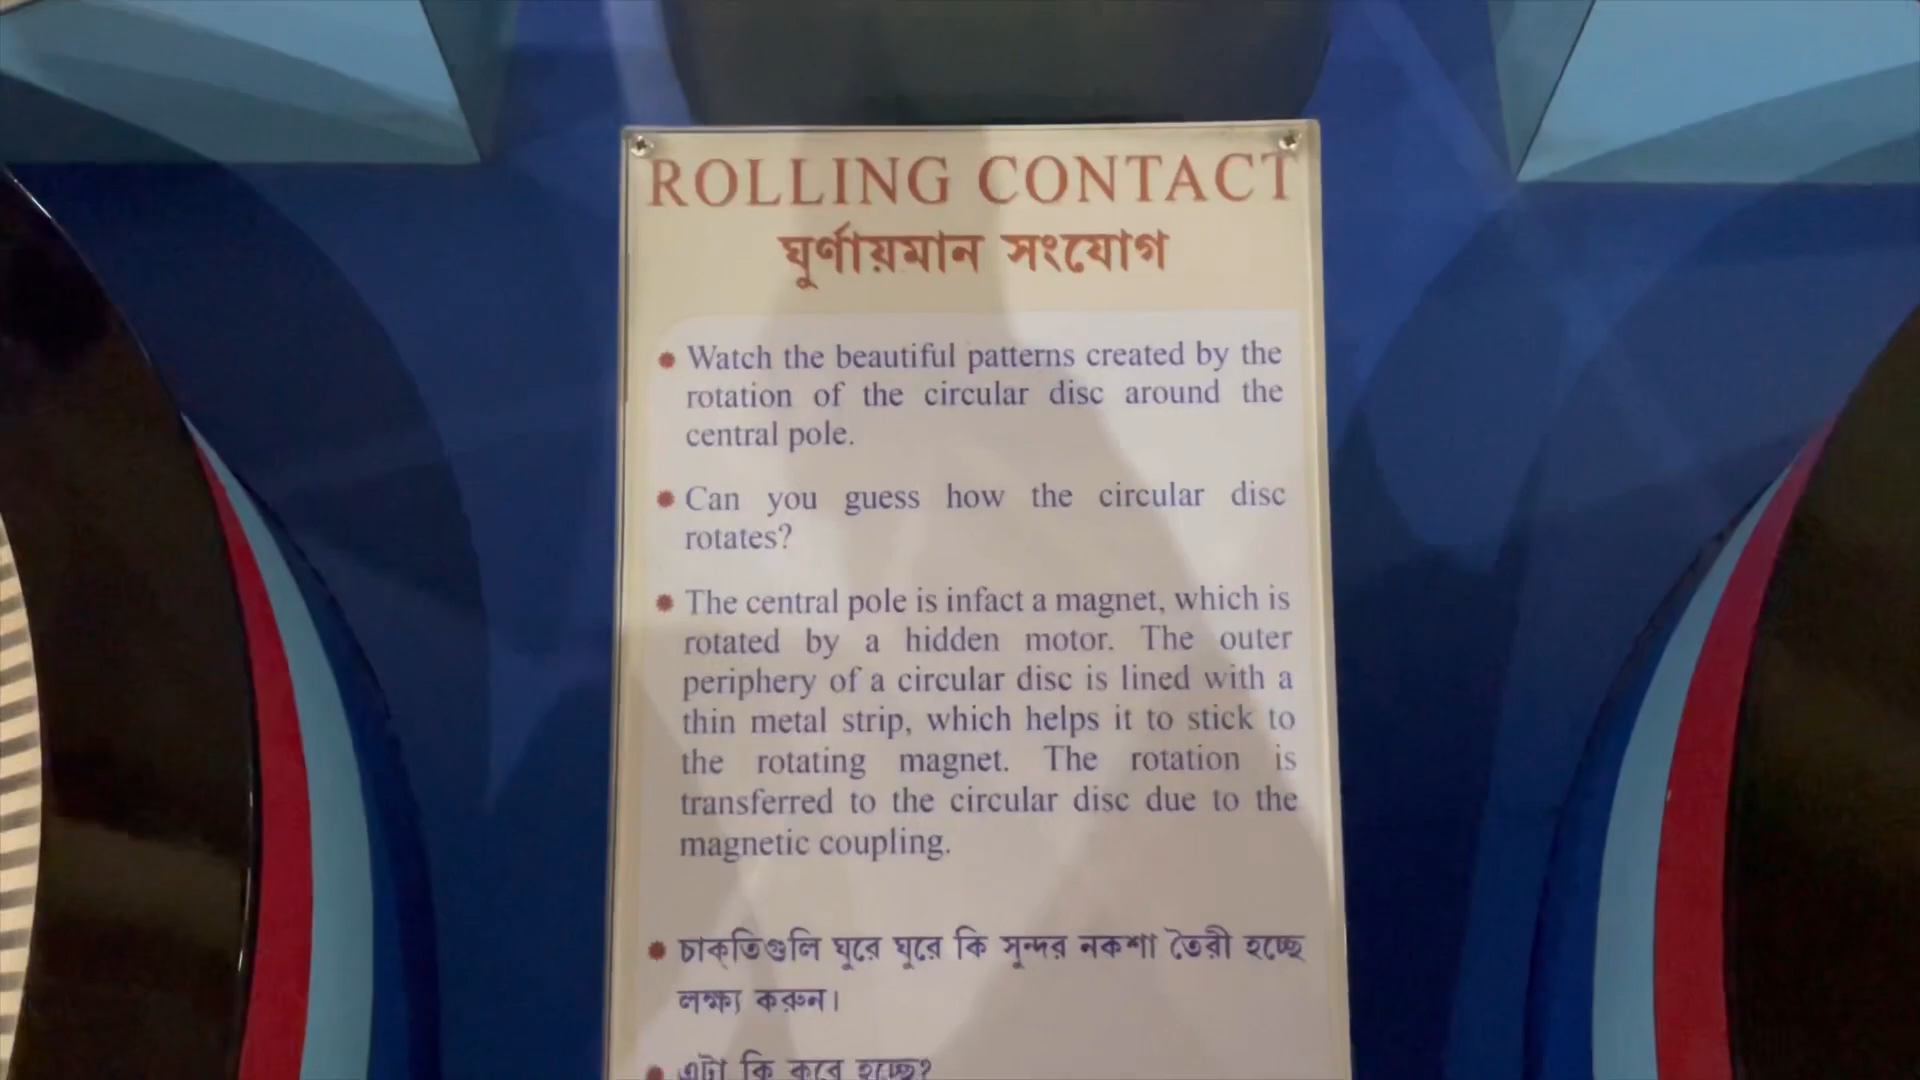 ROLLING CONTACT
ঘূর্ণায়মান সংযোগ
Watch the beautiful patterns created by the
rotation of the circular disc around the
central pole.
Can you guess how the circular disc
rotates?
The central pole is infact a magnet, which is
rotated by a hidden motor. The outer
periphery of a circular disc is lined with a
thin metal strip, which helps it to stick to
the rotating magnet. The rotation is
transferred to the circular disc due to the
magnetic coupling.
চাকতিগুলি ঘুরে ঘুরে কি সুন্দর নকশা তৈরী হচ্ছে
লক্ষ্য করুন।
এটা কি করে হচ্ছে?